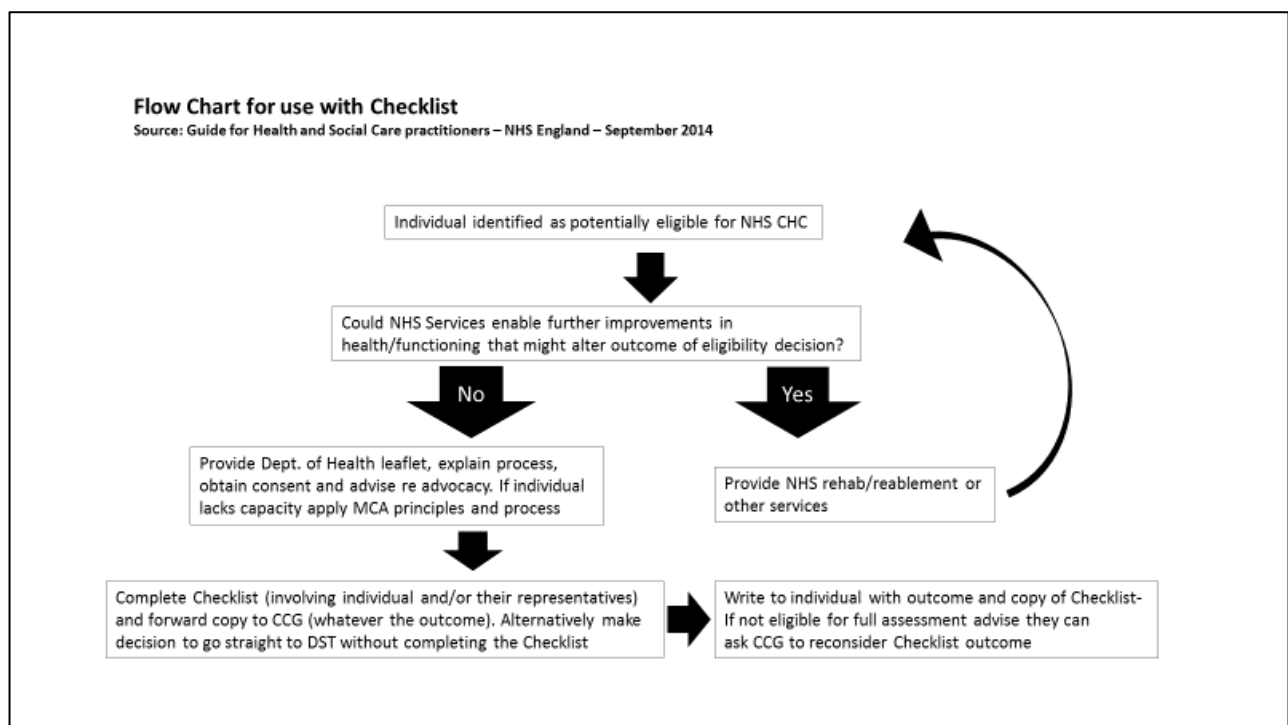 Flow Chart for use with Checklist
Source: Guide for Health and Social Care practitioners – NHS England – September 2014
Individual identified as potentially eligible for NHS CHC
Could NHS Services enable further improvements in
health/functioning that might alter outcome of eligibility decision?
No
Yes
Provide Dept. of Health leaflet, explain process,
obtain consent and advise re advocacy. If individual
lacks capacity apply MCA principles and process
Provide NHS rehab/reablement or
other services
Complete Checklist (involving individual and/or their representatives)
and forward copy to CCG (whatever the outcome). Alternatively make
decision to go straight to DST without completing the Checklist
Write to individual with outcome and copy of Checklist-
If not eligible for full assessment advise they can
ask CCG to reconsider Checklist outcome